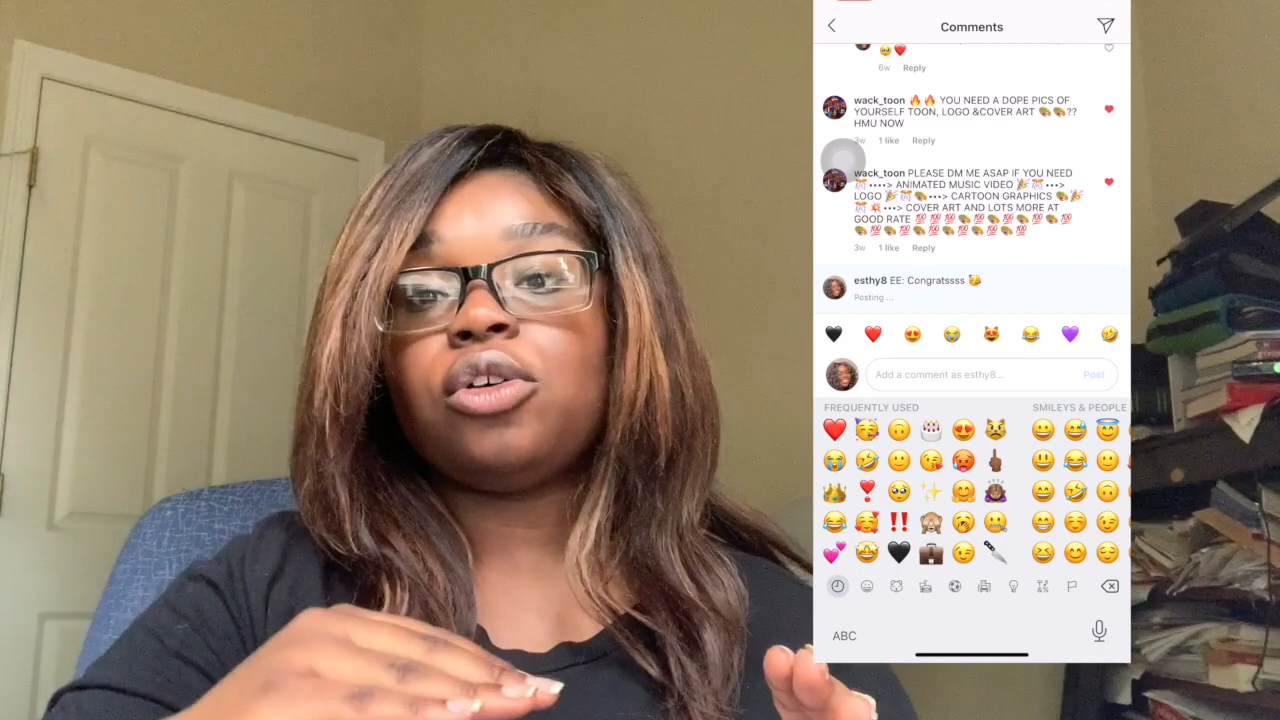 Comments
6w Reply
wack_toon 🔥🔥 YOU NEED A DOPE PICS OF
YOURSELF TOON, LOGO &COVER ART 🎨🎨??
HMU NOW
3w 1 like Reply
wack_toon PLEASE DM ME ASAP IF YOU NEED
🎊••••> ANIMATED MUSIC VIDEO 🎉🎊•••>
LOGO 🎉🎊🎨•••> CARTOON GRAPHICS 🎨🎉
🎊💥•••> COVER ART AND LOTS MORE AT
GOOD RATE 💯💯💯🎨💯🎨💯🎨💯🎨💯
🎨💯🎨💯🎨💯🎨💯🎨💯🎨💯
3w 1 like Reply
esthy8 EE: Congratssss 🥳
Posting ...
Add a comment as esthy8... Post
FREQUENTLY USED SMILEYS & PEOPLE
ABC